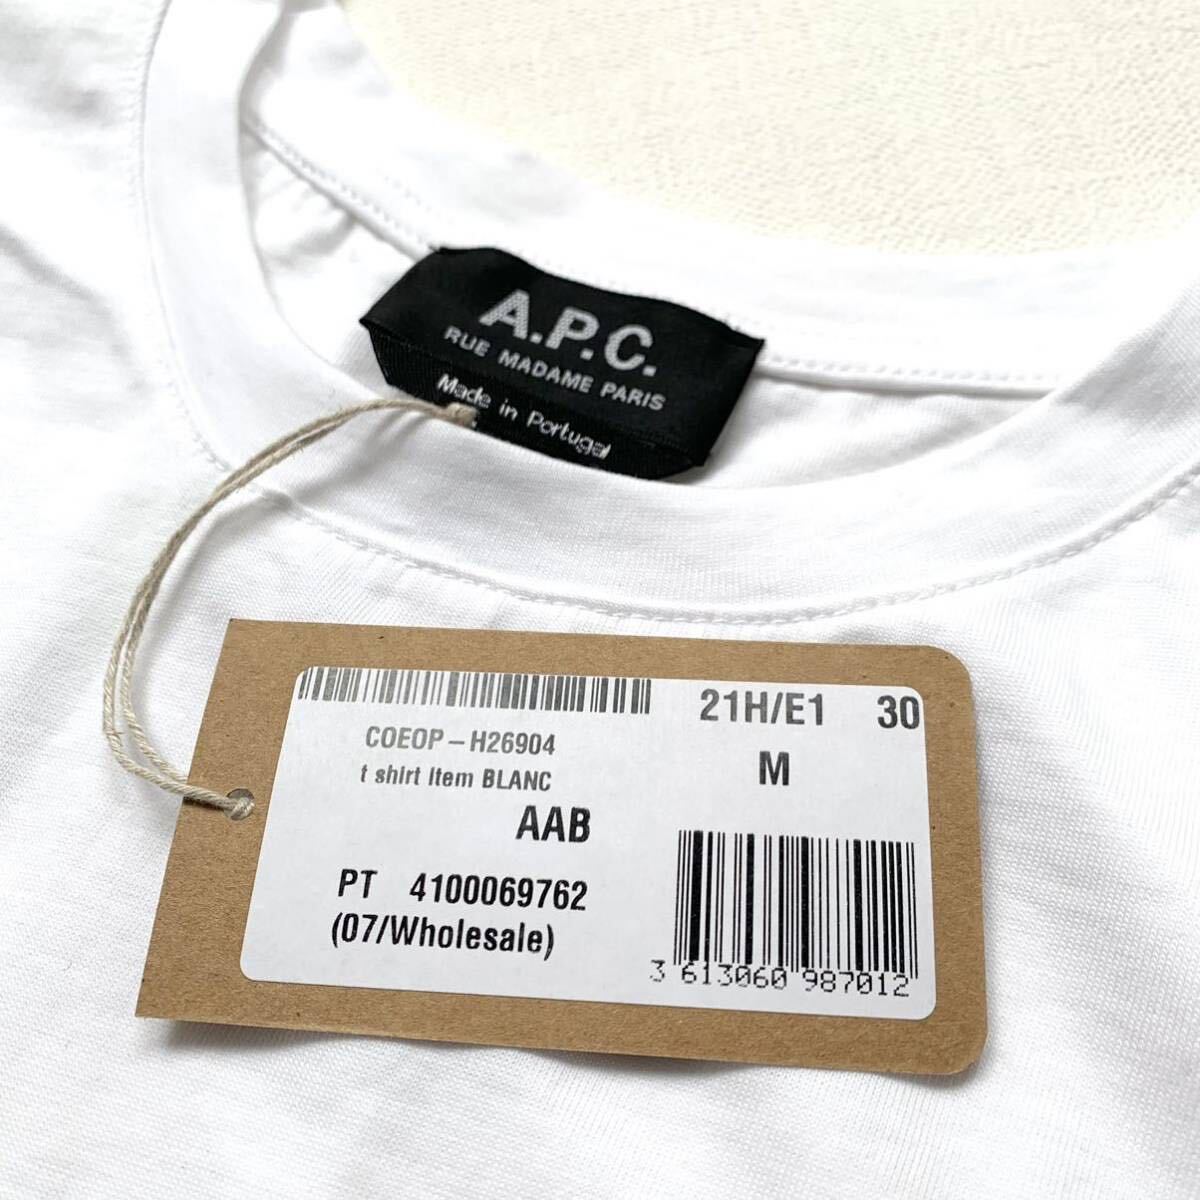 A.P.C.
RUE MADAME PARIS
Made in Portugal
21H/E1 30
COEOP-H26904
t shirt item BLANC
M
AAB
PT 4100069762
(07/Wholesale)
3 613060 987012